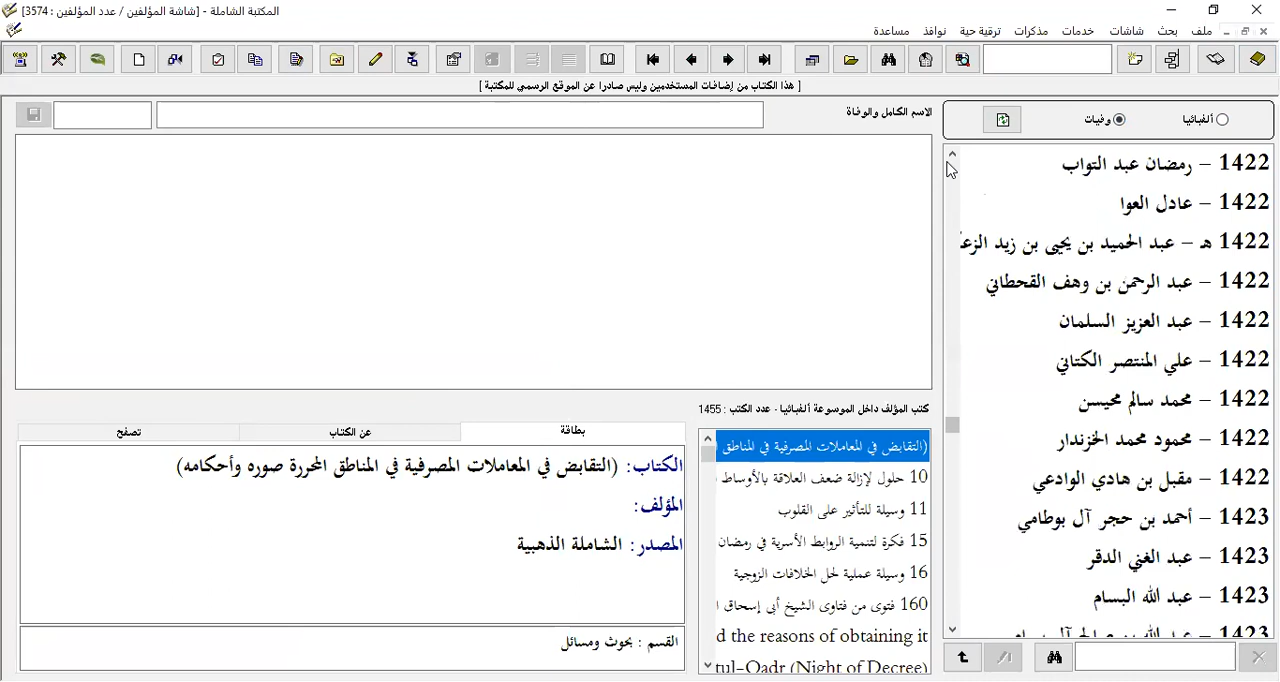 المكتبة الشاملة - [شاشة المؤلفين / عدد المؤلفين : 3574]
ملف بحث شاشات خدمات مذكرات ترقية حية نوافذ مساعدة
[ هذا الكتاب من إضافات المستخدمين وليس صادرا عن الموقع الرسمي للمكتبة ]
ألفبائيا وفيات
الاسم الكامل والوفاة
1422 - رمضان عبد التواب
1422 - عادل العوا
1422 هـ - عبد الحميد بن يحيى بن زيد
1422 - عبد الرحمن بن وهف القحطاني
1422 - عبد العزيز السلمان
1422 - علي المنتصر الكتاني
1422 - محمد سالم محيسن
1422 - محمود محمد الخزندار
1422 - مقبل بن هادي الوادعي
1423 - أحمد بن حجر آل بوطامي
1423 - عبد الغني الدقر
1423 - عبد الله البسام
كتب المؤلف داخل الموسوعة ألفبائيا - عدد الكتب : 1455
(التقابض في المعاملات المصرفية في المناطق
10 حلول لإزالة ضعف العلاقة بالأوساط
11 وسيلة للتأثير على القلوب
15 فكرة لتنمية الروابط الأسرية في رمضان
16 وسيلة عملية لحل الخلافات الزوجية
160 فتوى من فتاوى الشيخ أبي إسحاق
d the reasons of obtaining it
tul-Qadr (Night of Decree)
بطاقة عن الكتاب تصفح
الكتاب: (التقابض في المعاملات المصرفية في المناطق المحررة صوره وأحكامه)
المؤلف:
المصدر: الشاملة الذهبية
القسم : بحوث ومسائل